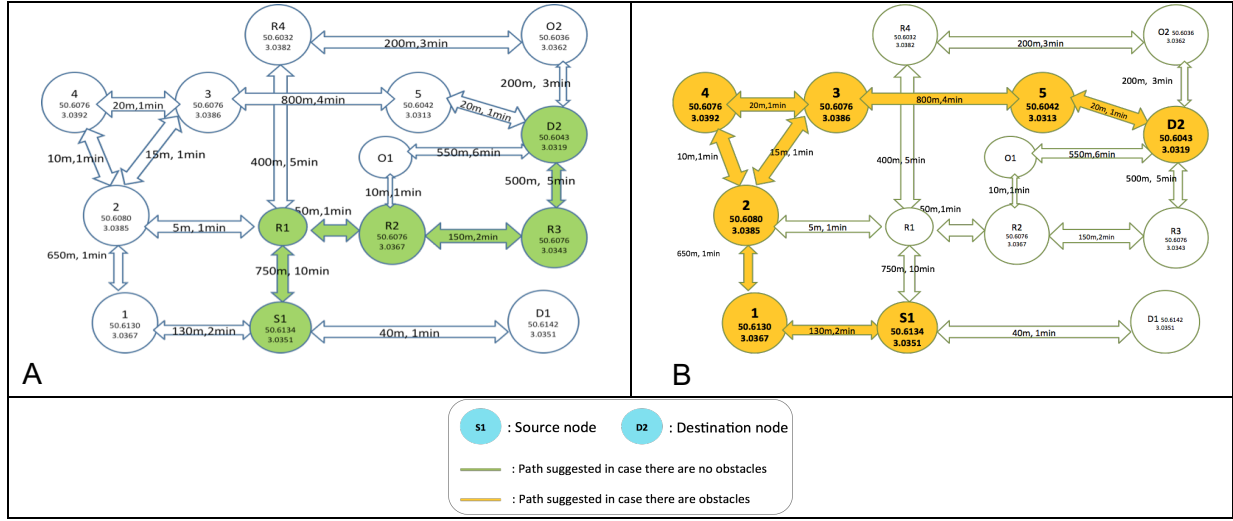 R4
50.6032
3.0382
200m,3min
O2
50.6036
3.0362
200m, 3min
4
50.6076
3.0392
20m,1min
3
50.6076
3.0386
800m,4min
5
50.6042
3.0313
20m, 1min
D2
50.6043
3.0319
10m,1min
15m, 1min
400m, 5min
O1
550m,6min
500m, 5min
10m,1min
2
50.6080
3.0385
5m, 1min
R1
50m,1min
R2
50.6076
3.0367
150m,2min
R3
50.6076
3.0343
650m, 1min
750m, 10min
1
50.6130
3.0367
130m,2min
S1
50.6134
3.0351
40m, 1min
D1
50.6142
3.0351
A
R4
50.6032
3.0382
200m,3min
O2 50.6036
3.0362
200m, 3min
4
50.6076
3.0392
20m,1min
3
50.6076
3.0386
800m,4min
5
50.6042
3.0313
20m, 1min
D2
50.6043
3.0319
10m,1min
15m, 1min
400m, 5min
O1
550m,6min
500m, 5min
10m,1min
2
50.6080
3.0385
5m, 1min
R1
50m,1min
R2
50.6076
3.0367
150m,2min
R3
50.6076
3.0343
650m, 1min
750m, 10min
1
50.6130
3.0367
130m,2min
S1
50.6134
3.0351
40m, 1min
D1 50.6142
3.0351
B
S1 : Source node
D2 : Destination node
: Path suggested in case there are no obstacles
: Path suggested in case there are obstacles